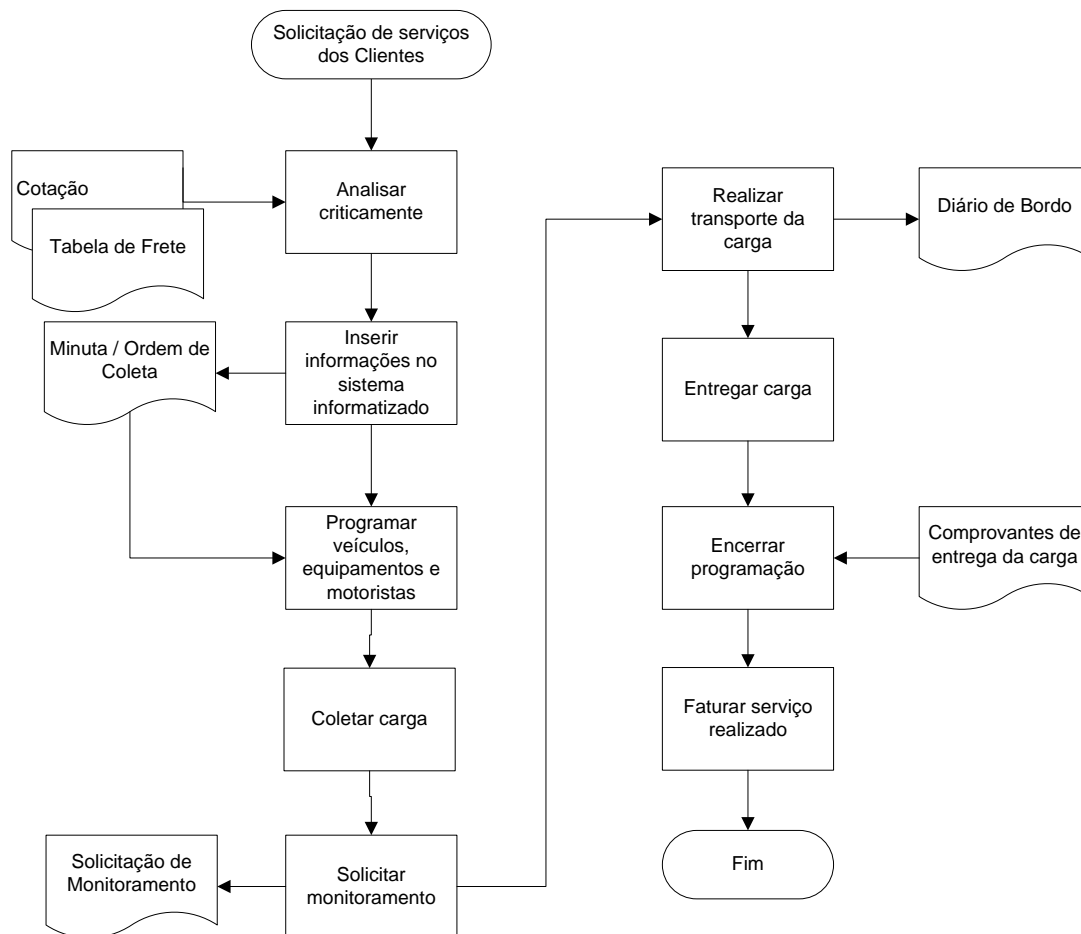 Solicitação de serviços
dos Clientes
Cotação
Tabela de Frete
Analisar
criticamente
Minuta / Ordem de
Coleta
Inserir
informações no
sistema
informatizado
Programar
veículos,
equipamentos e
motoristas
Coletar carga
Solicitação de
Monitoramento
Solicitar
monitoramento
Realizar
transporte da
carga
Diário de Bordo
Entregar carga
Encerrar
programação
Comprovantes de
entrega da carga
Faturar serviço
realizado
Fim